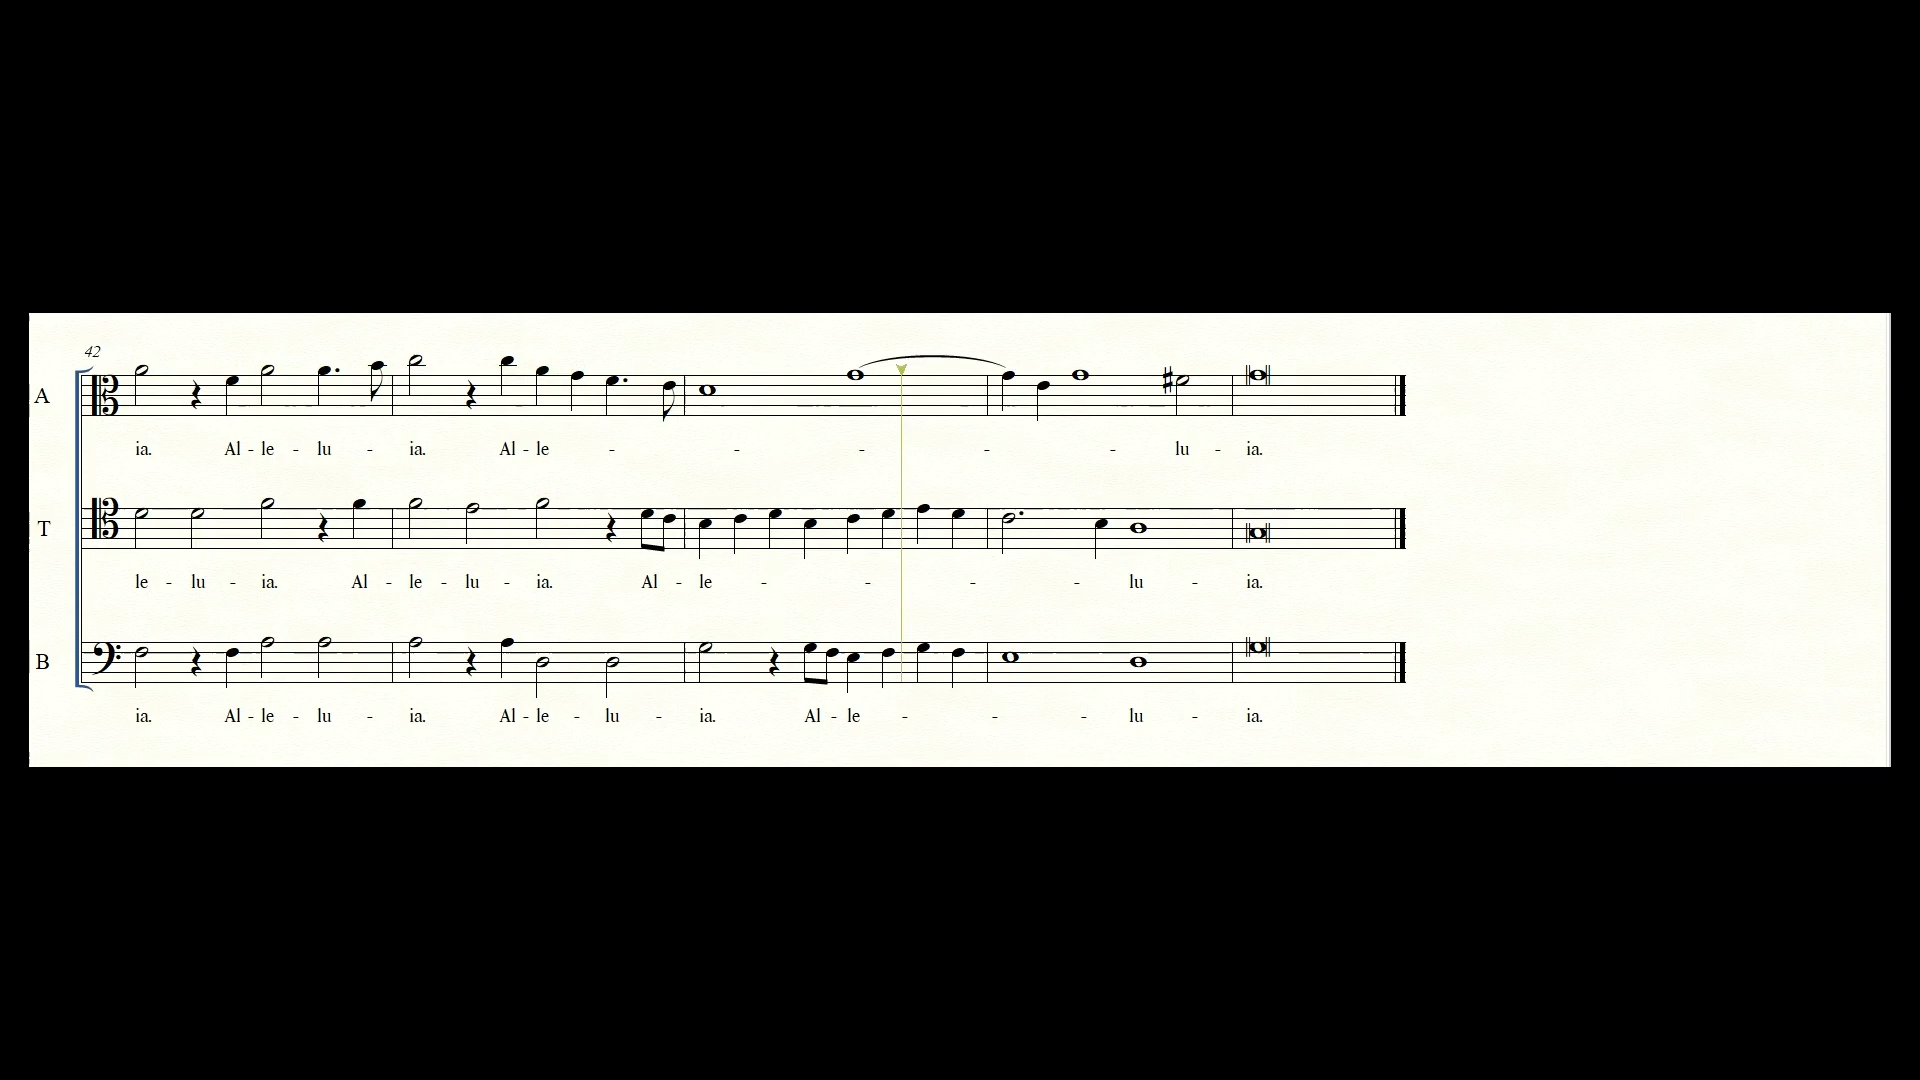 42
A
ia. Al - le - lu - ia. Al - le - - - - - lu - ia.
T
le - lu - ia. Al - le - lu - ia. Al - le - - - - lu - ia.
B
ia. Al - le - lu - ia. Al - le - lu - ia. Al - le - - - lu - ia.